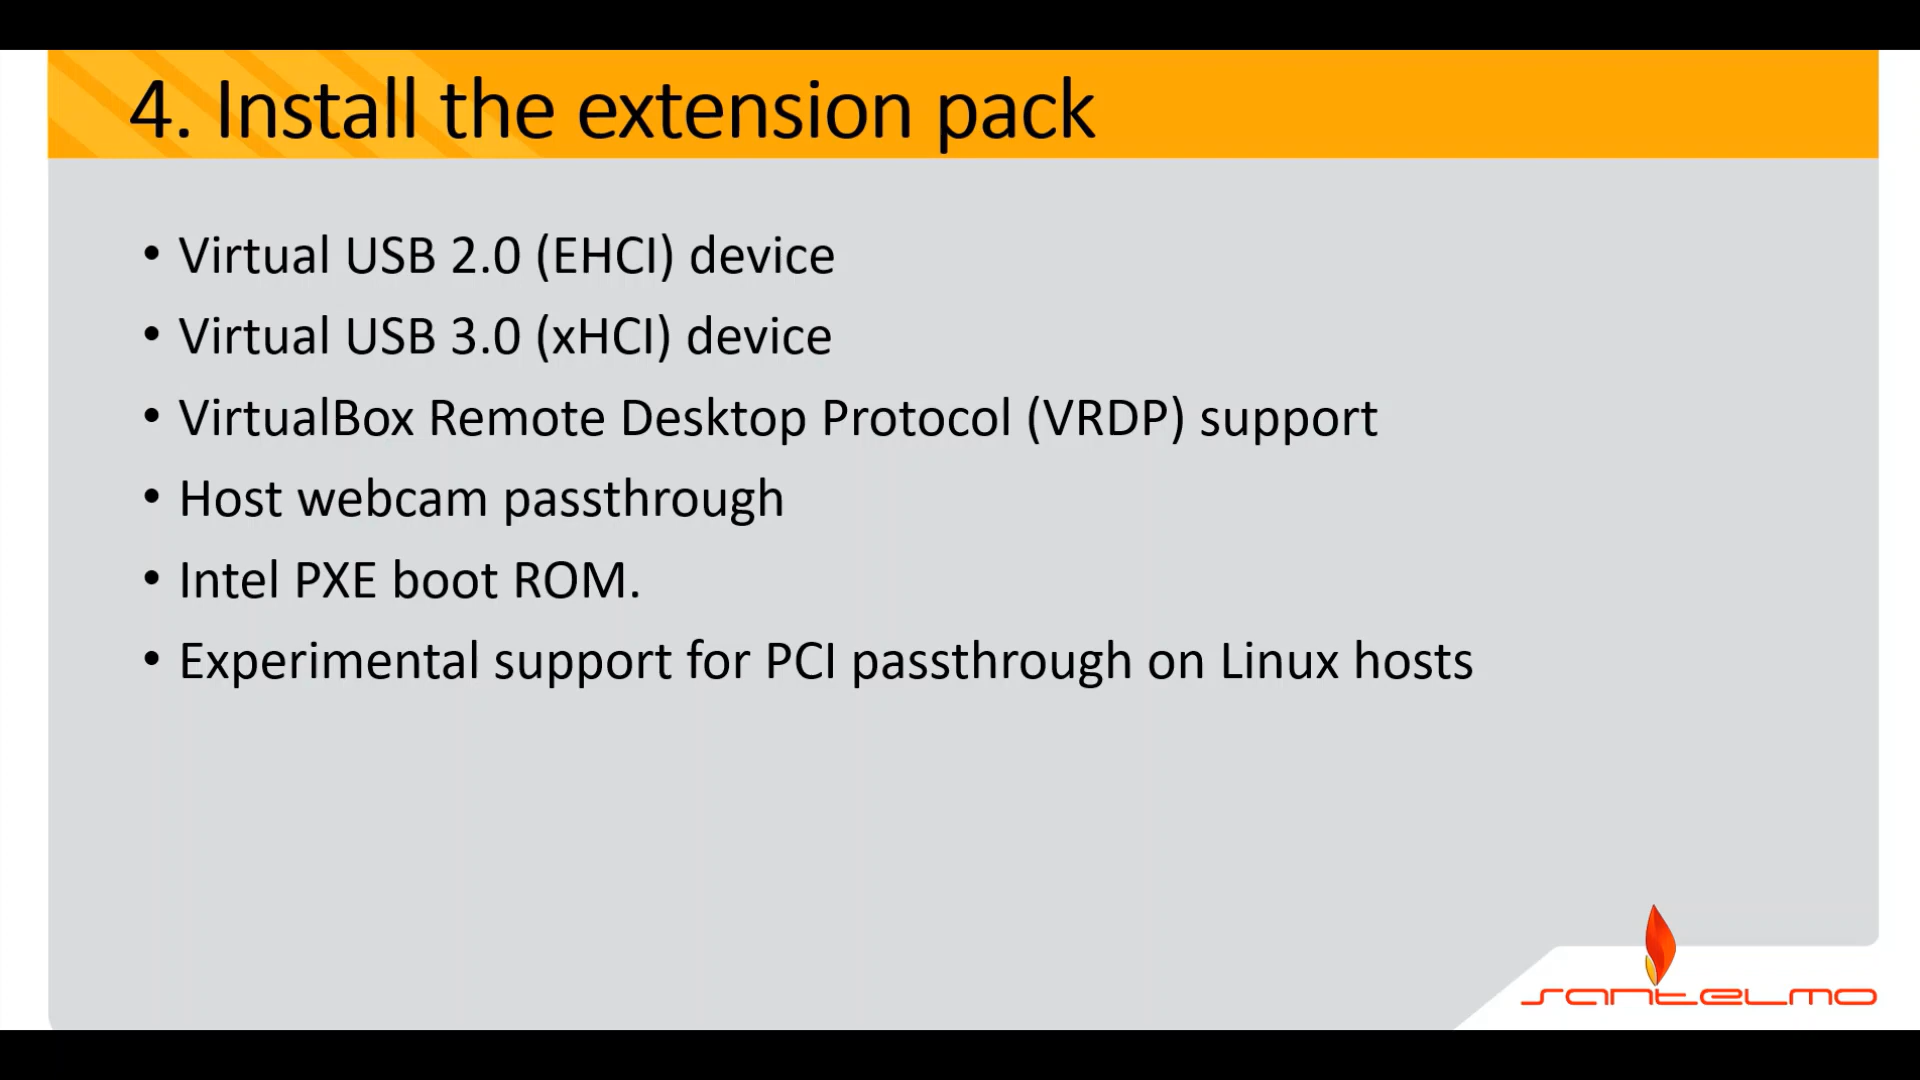 4. Install the extension pack
• Virtual USB 2.0 (EHCI) device
• Virtual USB 3.0 (xHCI) device
• VirtualBox Remote Desktop Protocol (VRDP) support
• Host webcam passthrough
• Intel PXE boot ROM.
• Experimental support for PCI passthrough on Linux hosts
santelmo